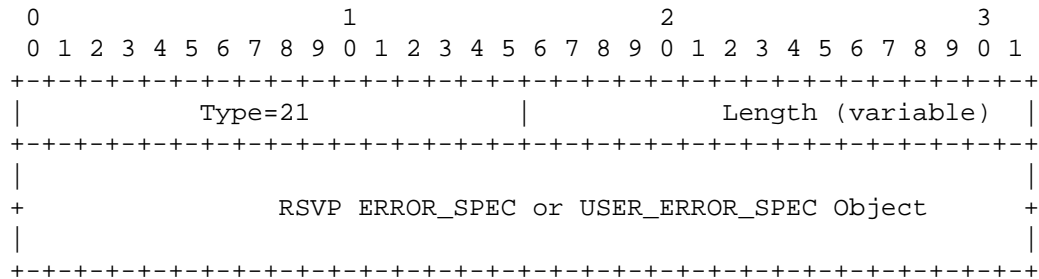 0                   1                   2                   3
 0 1 2 3 4 5 6 7 8 9 0 1 2 3 4 5 6 7 8 9 0 1 2 3 4 5 6 7 8 9 0 1
+-+-+-+-+-+-+-+-+-+-+-+-+-+-+-+-+-+-+-+-+-+-+-+-+-+-+-+-+-+-+-+-+
|           Type=21             |            Length (variable)  |
+-+-+-+-+-+-+-+-+-+-+-+-+-+-+-+-+-+-+-+-+-+-+-+-+-+-+-+-+-+-+-+-+
|                                                               |
+                RSVP ERROR_SPEC or USER_ERROR_SPEC Object      +
|                                                               |
+-+-+-+-+-+-+-+-+-+-+-+-+-+-+-+-+-+-+-+-+-+-+-+-+-+-+-+-+-+-+-+-+